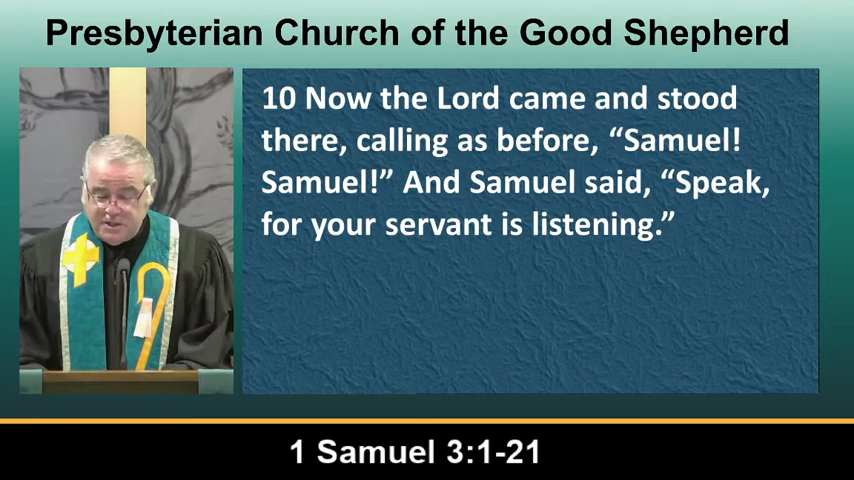 Presbyterian Church of the Good Shepherd
10 Now the Lord came and stood
there, calling as before, “Samuel!
Samuel!” And Samuel said, “Speak,
for your servant is listening.”
1 Samuel 3:1-21